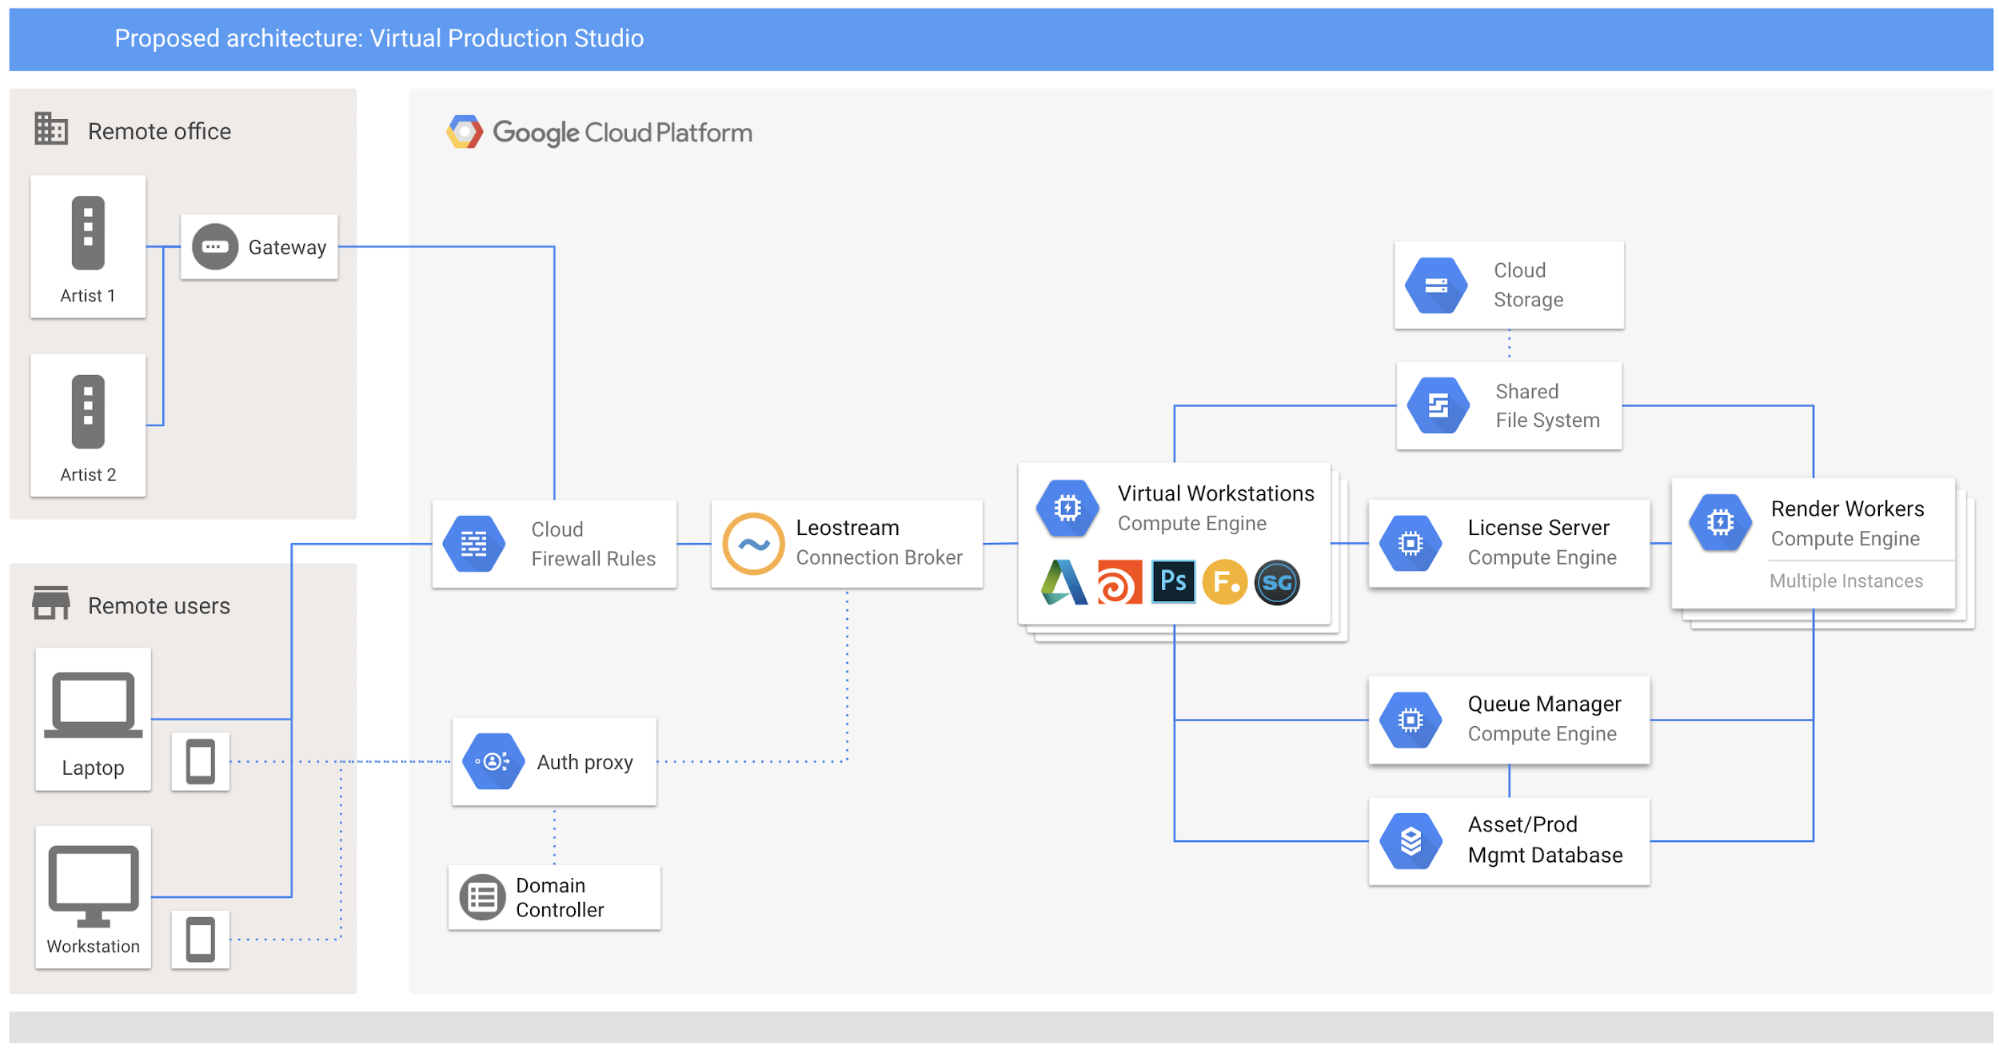 Proposed architecture: Virtual Production Studio
Remote office
Artist 1
Gateway
Artist 2
Remote users
Laptop
Workstation
Google Cloud Platform
Cloud
Firewall Rules
Leostream
Connection Broker
Auth proxy
Domain
Controller
Virtual Workstations
Compute Engine
Ps
F.
SG
Cloud
Storage
Shared
File System
License Server
Compute Engine
Render Workers
Compute Engine
Multiple Instances
Queue Manager
Compute Engine
Asset/Prod
Mgmt Database